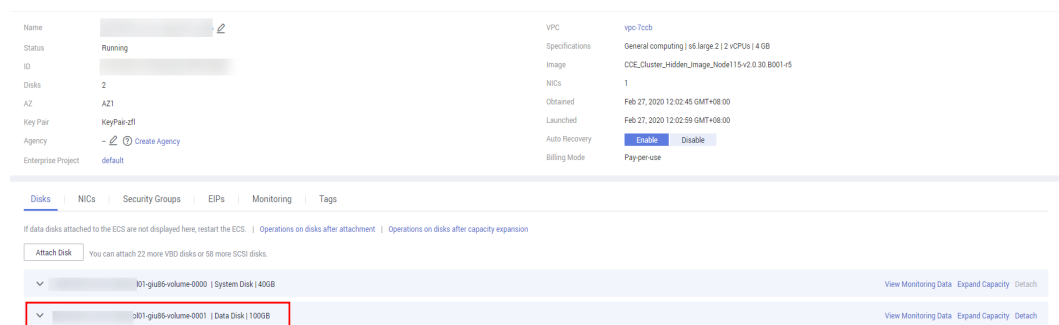 Name
Status Running
ID
Disks 2
AZ AZ1
Key Pair KeyPair-zfl
Agency – Create Agency
Enterprise Project default
VPC vpc-7ccb
Specifications General computing | s6.large.2 | 2 vCPUs | 4 GB
Image CCE_Cluster_Hidden_Image_Node115-v2.0.30.B001-r5
NICs 1
Obtained Feb 27, 2020 12:02:45 GMT+08:00
Launched Feb 27, 2020 12:02:59 GMT+08:00
Auto Recovery Enable Disable
Billing Mode Pay-per-use
Disks NICs Security Groups EIPs Monitoring Tags
If data disks attached to the ECS are not displayed here, restart the ECS. | Operations on disks after attachment | Operations on disks after capacity expansion
Attach Disk You can attach 22 more VBD disks or 58 more SCSI disks.
l01-giu86-volume-0000 | System Disk | 40GB View Monitoring Data Expand Capacity Detach
ol01-giu86-volume-0001 | Data Disk | 100GB View Monitoring Data Expand Capacity Detach